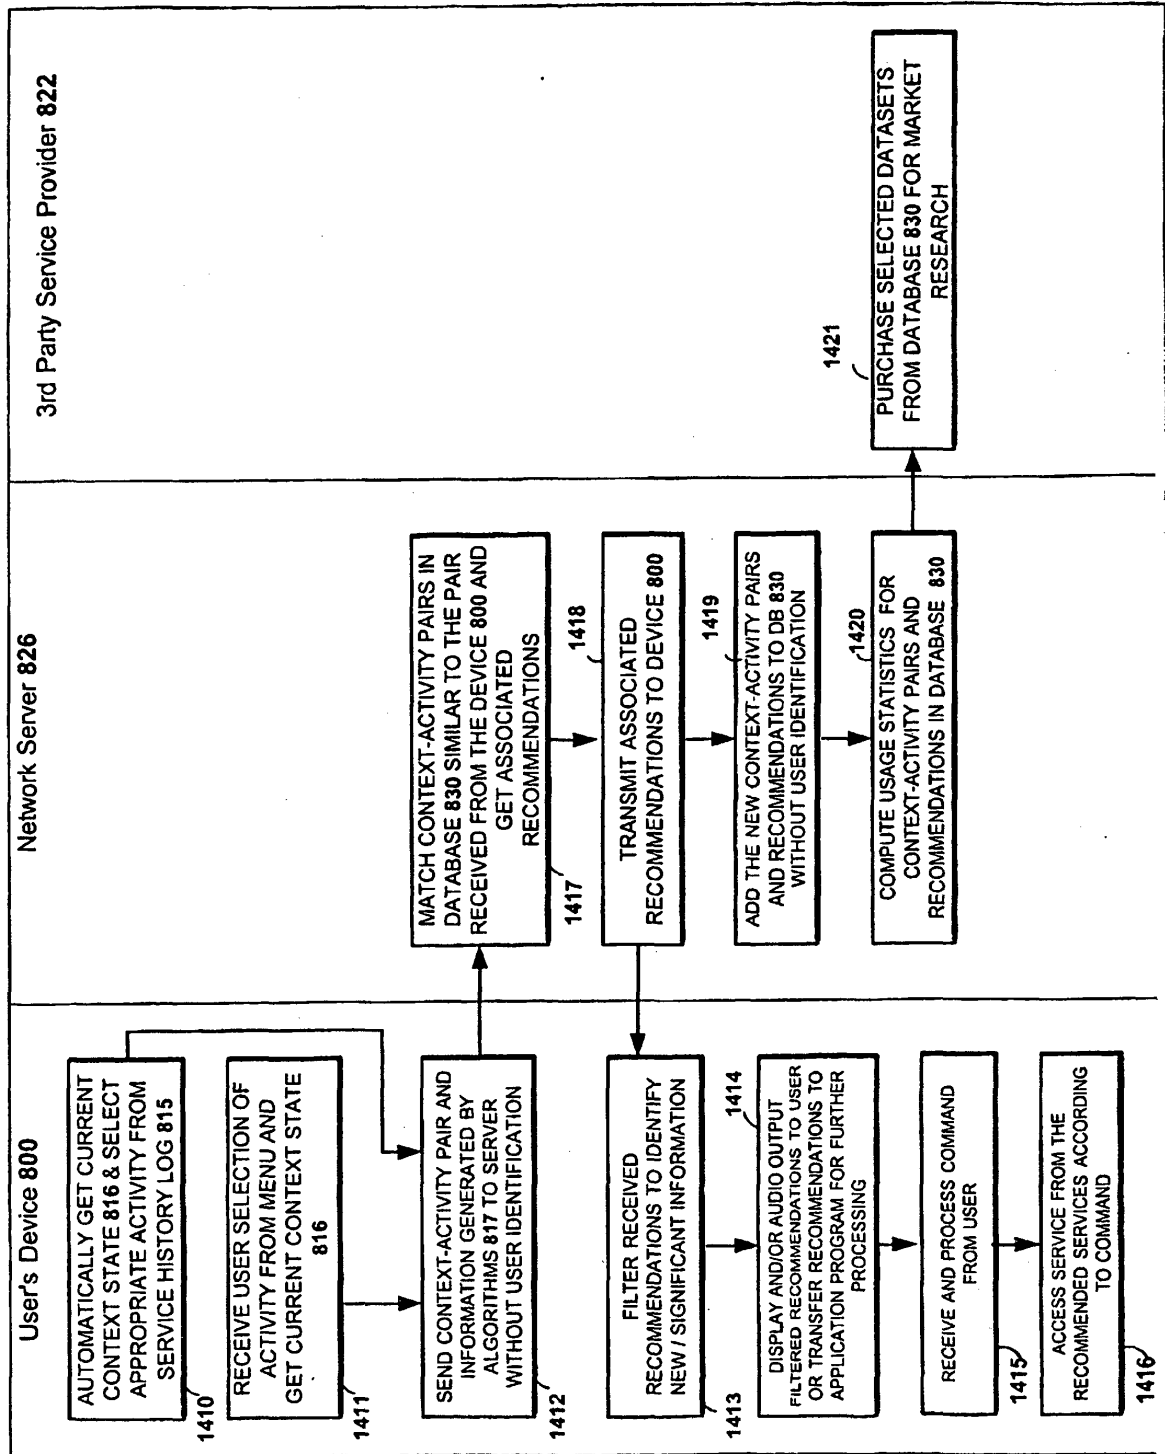 User's Device 800
AUTOMATICALLY GET CURRENT
CONTEXT STATE 816 & SELECT
APPROPRIATE ACTIVITY FROM
SERVICE HISTORY LOG 815
1410
RECEIVE USER SELECTION OF
ACTIVITY FROM MENU AND
GET CURRENT CONTEXT STATE
816
1411
SEND CONTEXT-ACTIVITY PAIR AND
INFORMATION GENERATED BY
ALGORITHMS 817 TO SERVER
WITHOUT USER IDENTIFICATION
1412
FILTER RECEIVED
RECOMMENDATIONS TO IDENTIFY
NEW / SIGNIFICANT INFORMATION
1413
1414
DISPLAY AND/OR AUDIO OUTPUT
FILTERED RECOMMENDATIONS TO USER
OR TRANSFER RECOMMENDATIONS TO
APPLICATION PROGRAM FOR FURTHER
PROCESSING
RECEIVE AND PROCESS COMMAND
FROM USER
1415
ACCESS SERVICE FROM THE
RECOMMENDED SERVICES ACCORDING
TO COMMAND
1416
Network Server 826
MATCH CONTEXT-ACTIVITY PAIRS IN
DATABASE 830 SIMILAR TO THE PAIR
RECEIVED FROM THE DEVICE 800 AND
GET ASSOCIATED
RECOMMENDATIONS
1417
1418
TRANSMIT ASSOCIATED
RECOMMENDATIONS TO DEVICE 800
1419
ADD THE NEW CONTEXT-ACTIVITY PAIRS
AND RECOMMENDATIONS TO DB 830
WITHOUT USER IDENTIFICATION
1420
COMPUTE USAGE STATISTICS FOR
CONTEXT-ACTIVITY PAIRS AND
RECOMMENDATIONS IN DATABASE 830
3rd Party Service Provider 822
1421
PURCHASE SELECTED DATASETS
FROM DATABASE 830 FOR MARKET
RESEARCH